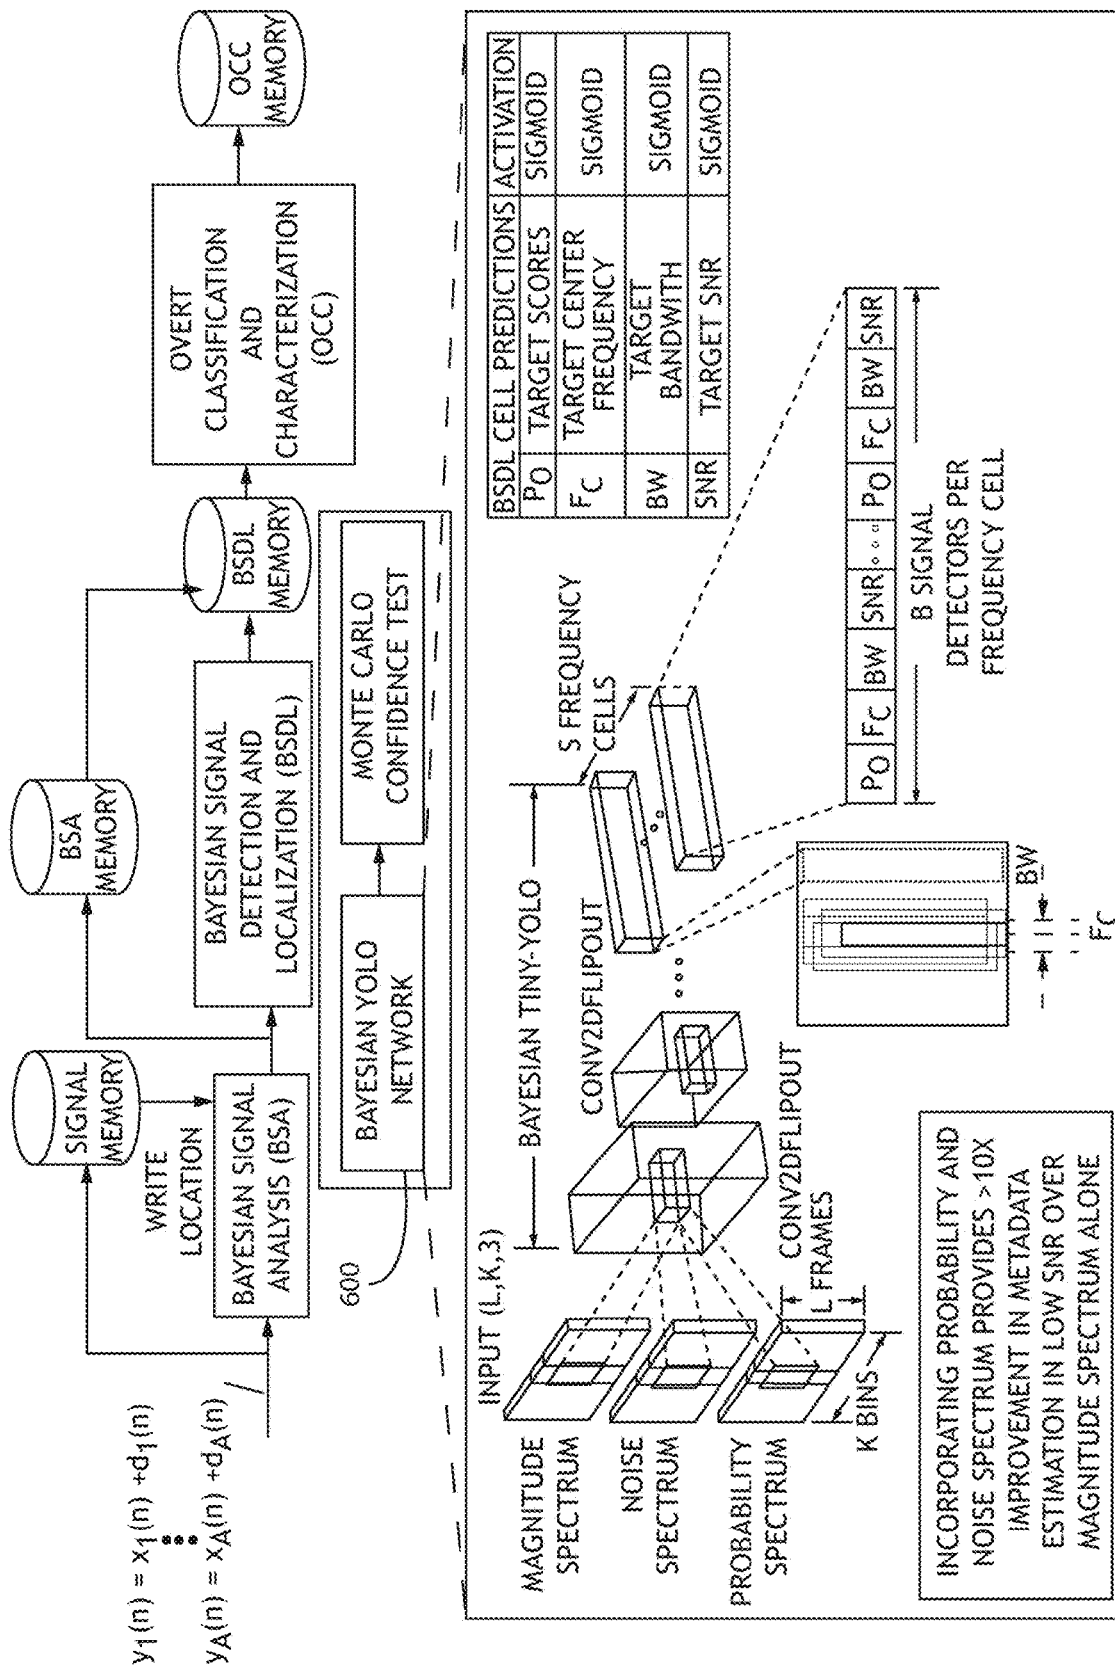 y1(n) = x1(n) +d1(n)
yA(n) = xA(n) +dA(n)
SIGNAL
MEMORY
WRITE
LOCATION
BAYESIAN SIGNAL
ANALYSIS (BSA)
BSA
MEMORY
BAYESIAN SIGNAL
DETECTION AND
LOCALIZATION (BSDL)
BSDL
MEMORY
OVERT
CLASSIFICATION
AND
CHARACTERIZATION
(OCC)
OCC
MEMORY
600
BAYESIAN YOLO
NETWORK
MONTE CARLO
CONFIDENCE TEST
INPUT (L,K,3)
MAGNITUDE
SPECTRUM
NOISE
SPECTRUM
PROBABILITY
SPECTRUM
K BINS
L FRAMES
CONV2DFLIPOUT
BAYESIAN TINY-YOLO
CONV2DFLIPOUT
S FREQUENCY
CELLS
BSDL CELL PREDICTIONS ACTIVATION
PO TARGET SCORES SIGMOID
FC TARGET CENTER FREQUENCY SIGMOID
BW TARGET BANDWITH SIGMOID
SNR TARGET SNR SIGMOID
PO FC BW SNR PO FC BW SNR
B SIGNAL
DETECTORS PER
FREQUENCY CELL
BW
FC
INCORPORATING PROBABILITY AND
NOISE SPECTRUM PROVIDES >10X
IMPROVEMENT IN METADATA
ESTIMATION IN LOW SNR OVER
MAGNITUDE SPECTRUM ALONE